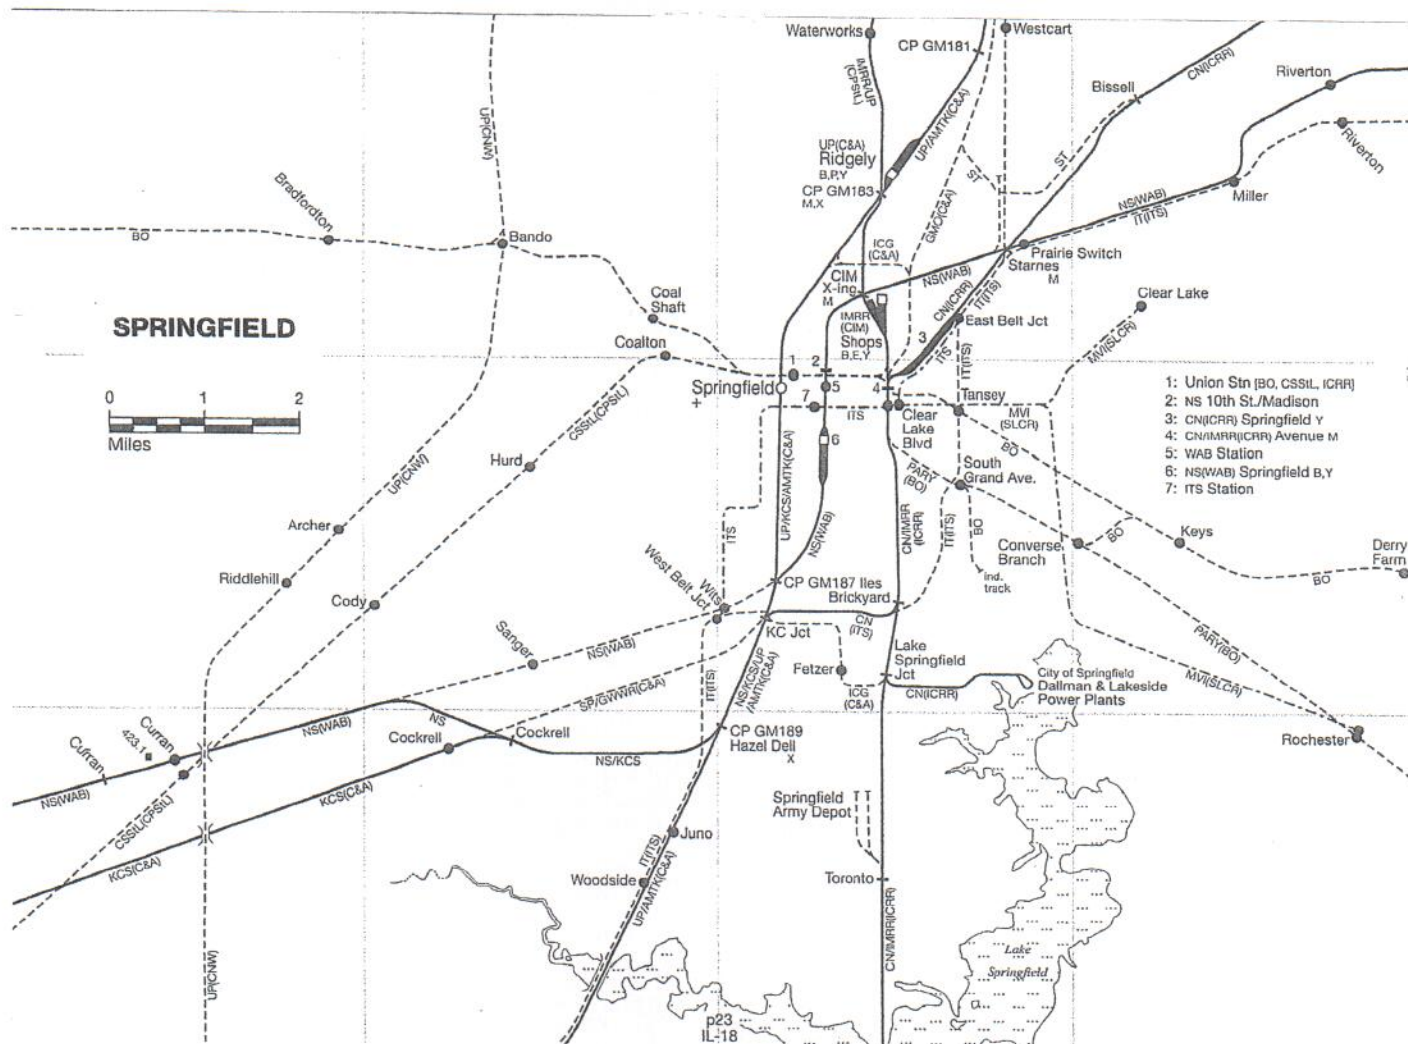 Waterworks
CP GM181
Westcart
CN(ICRR)
Riverton
Bissell
IMRR/UP
(CPStL)
UP(CNW)
UP/AMTK(C&A)
Riverton
UP(C&A)
Ridgely
B,P,Y
ST
ST
CP GM183
M,X
Bradfordton
NS(WAB)
IT(ITS)
Miller
GMO(C&A)
BO
Bando
ICG
(C&A)
Prairie Switch
Starnes
M
NS(WAB)
CIM
X-ing
M
Coal
Shaft
CN(ICRR)
IT(ITS)
Clear Lake
SPRINGFIELD
IMRR
(CIM)
Shops
B,E,Y
East Belt Jct
3
ITS
MVI(SLCR)
Coalton
IT(ITS)
1
2
Springfield
5
4
0
1
2
Miles
7
ITS
Clear
Lake
Blvd
Tansey
MVI
(SLCR)
1: Union Stn [BO, CSStL, ICRR]
2: NS 10th St./Madison
3: CN(ICRR) Springfield Y
4: CN/IMRR(ICRR) Avenue M
5: WAB Station
6: NS(WAB) Springfield B,Y
7: ITS Station
CSStL(CPStL)
6
BO
Hurd
UP(CNW)
PARY
(BO)
South
Grand Ave.
UP/KCS/AMTK(C&A)
Archer
ITS
NS(WAB)
CN/IMRR
(ICRR)
IT(ITS)
BO
Converse
Branch
BO
Keys
Derry
Farm
BO
Riddlehill
Cody
West Belt Jct
Wits
CP GM187 Iles
Brickyard
ind.
track
CN
(ITS)
KC Jct
Sanger
NS(WAB)
PARY(BO)
Fetzer
Lake
Springfield
Jct
City of Springfield
Dallman & Lakeside
Power Plants
MVI(SLCR)
SP/GWWR(C&A)
IT(ITS)
NS/KCS/UP
/AMTK(C&A)
ICG
(C&A)
CN(ICRR)
NS
NS(WAB)
Curran
423.1
Curran
Cockrell
Cockrell
CP GM189
Hazel Dell
X
Rochester
NS/KCS
NS(WAB)
KCS(C&A)
CSStL(CPStL)
Springfield
Army Depot
Juno
KCS(C&A)
IT(ITS)
Woodside
UP/AMTK(C&A)
Toronto
CN/IMRR(ICRR)
UP(CNW)
Lake
Springfield
p23
IL-18